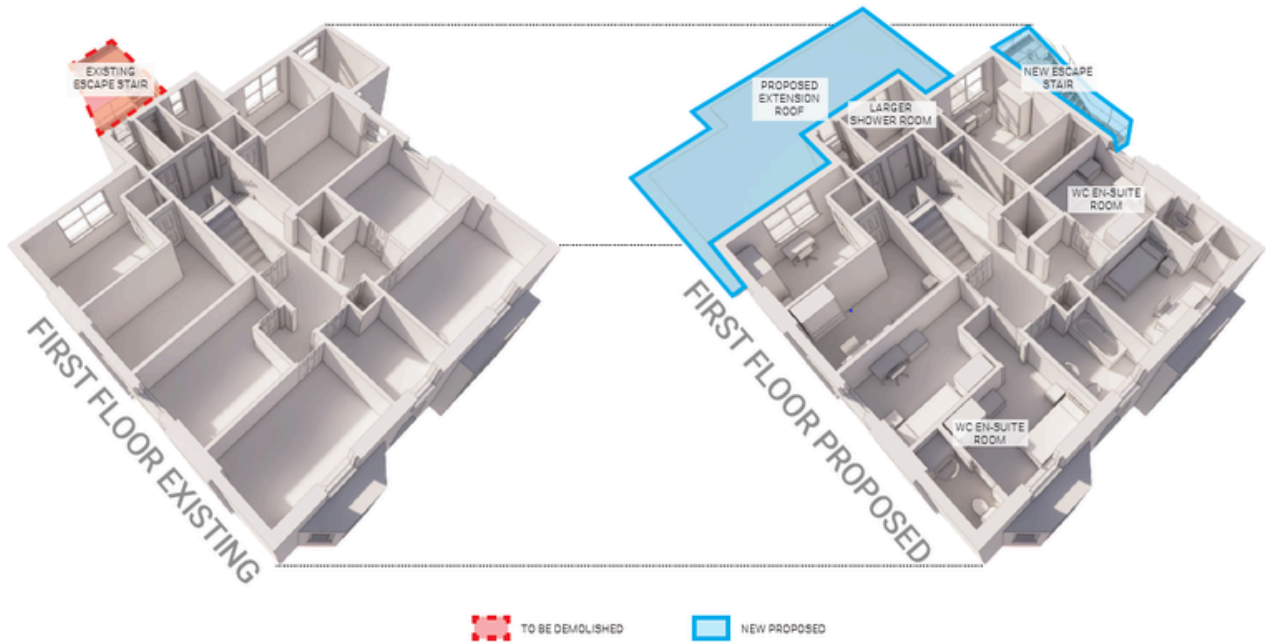 EXISTING
ESCAPE STAIR
PROPOSED
EXTENSION
ROOF
LARGER
SHOWER ROOM
NEW ESCAPE
STAIR
WC EN-SUITE
ROOM
WC EN-SUITE
ROOM
FIRST FLOOR EXISTING
FIRST FLOOR PROPOSED
TO BE DEMOLISHED
NEW PROPOSED